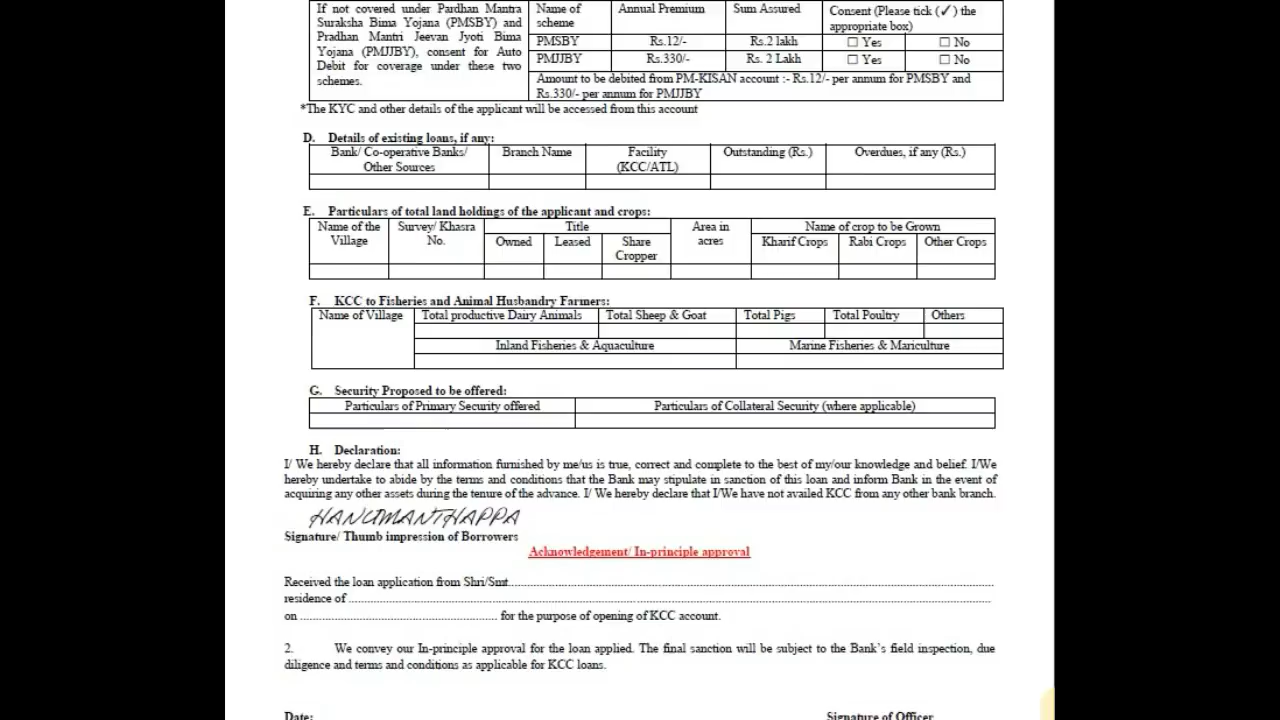 If not covered under Pardhan Mantra
Suraksha Bima Yojana (PMSBY) and
Pradhan Mantri Jeevan Jyoti Bima
Yojana (PMJJBY), consent for Auto
Debit for coverage under these two
schemes.
Name of scheme Annual Premium Sum Assured Consent (Please tick (✓) the appropriate box)
PMSBY Rs.12/- Rs.2 lakh ☐ Yes ☐ No
PMJJBY Rs.330/- Rs. 2 Lakh ☐ Yes ☐ No
Amount to be debited from PM-KISAN account :- Rs.12/- per annum for PMSBY and
Rs.330/- per annum for PMJJBY
*The KYC and other details of the applicant will be accessed from this account
D. Details of existing loans, if any:
Bank/ Co-operative Banks/ Other Sources Branch Name Facility (KCC/ATL) Outstanding (Rs.) Overdues, if any (Rs.)
E. Particulars of total land holdings of the applicant and crops:
Name of the Village Survey/ Khasra No. Title Area in acres Name of crop to be Grown
Owned Leased Share Cropper Kharif Crops Rabi Crops Other Crops
F. KCC to Fisheries and Animal Husbandry Farmers:
Name of Village Total productive Dairy Animals Total Sheep & Goat Total Pigs Total Poultry Others
Inland Fisheries & Aquaculture Marine Fisheries & Mariculture
G. Security Proposed to be offered:
Particulars of Primary Security offered Particulars of Collateral Security (where applicable)
H. Declaration:
I/ We hereby declare that all information furnished by me/us is true, correct and complete to the best of my/our knowledge and belief. I/We
hereby undertake to abide by the terms and conditions that the Bank may stipulate in sanction of this loan and inform Bank in the event of
acquiring any other assets during the tenure of the advance. I/ We hereby declare that I/We have not availed KCC from any other bank branch.
HANUMANTHAPPA
Signature/ Thumb impression of Borrowers
Acknowledgement/ In-principle approval
Received the loan application from Shri/Smt.
residence of
on for the purpose of opening of KCC account.
2. We convey our In-principle approval for the loan applied. The final sanction will be subject to the Bank's field inspection, due
diligence and terms and conditions as applicable for KCC loans.
Date: Signature of Officer